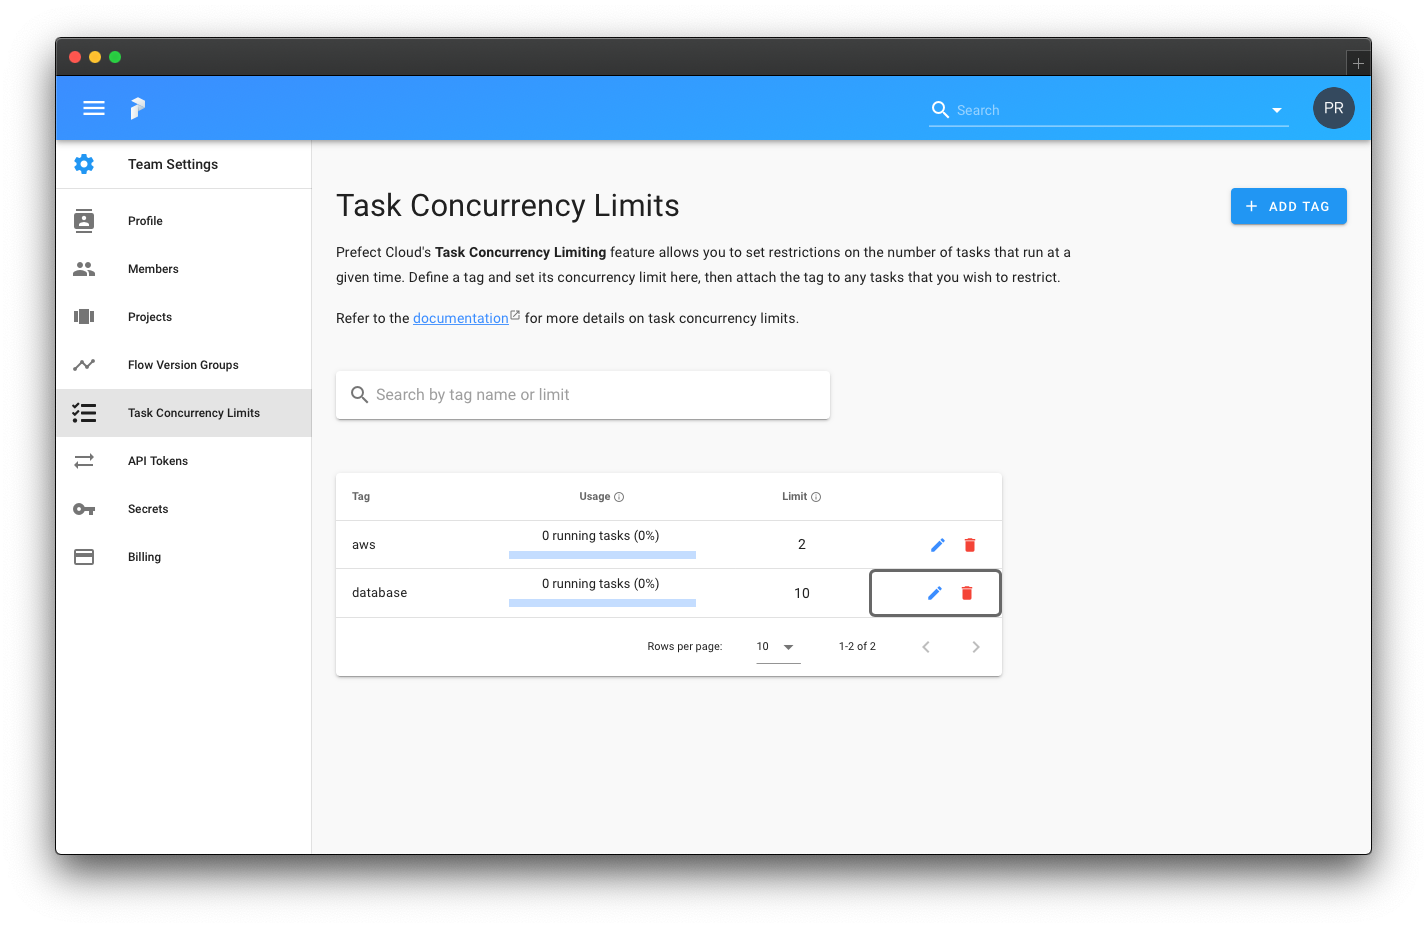 Search
PR
Team Settings
Profile
Members
Projects
Flow Version Groups
Task Concurrency Limits
API Tokens
Secrets
Billing
Task Concurrency Limits
+ ADD TAG
Prefect Cloud's Task Concurrency Limiting feature allows you to set restrictions on the number of tasks that run at a
given time. Define a tag and set its concurrency limit here, then attach the tag to any tasks that you wish to restrict.
Refer to the documentation for more details on task concurrency limits.
Search by tag name or limit
Tag Usage Limit
aws 0 running tasks (0%) 2
database 0 running tasks (0%) 10
Rows per page: 10 1-2 of 2